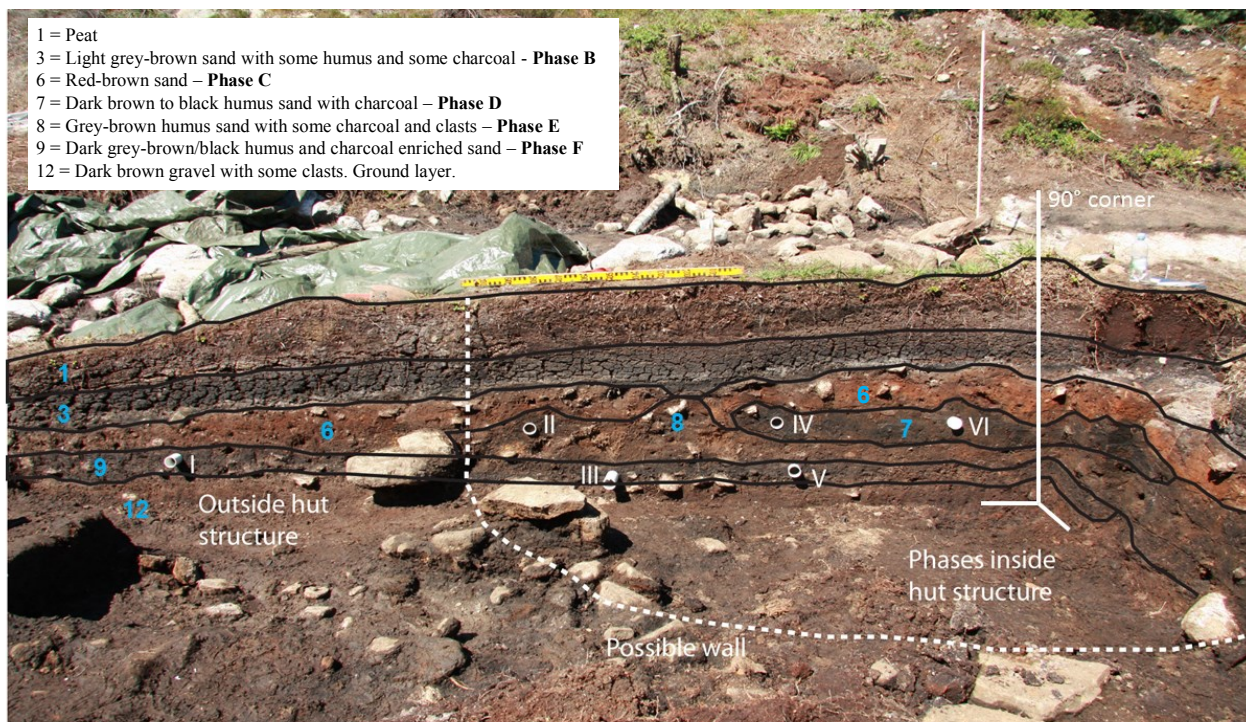 1 = Peat
3 = Light grey-brown sand with some humus and some charcoal - Phase B
6 = Red-brown sand – Phase C
7 = Dark brown to black humus sand with charcoal – Phase D
8 = Grey-brown humus sand with some charcoal and clasts – Phase E
9 = Dark grey-brown/black humus and charcoal enriched sand – Phase F
12 = Dark brown gravel with some clasts. Ground layer.
90° corner
1
3
6
6
7
8
9
12
I
II
III
IV
V
VI
Outside hut
structure
Phases inside
hut structure
Possible wall